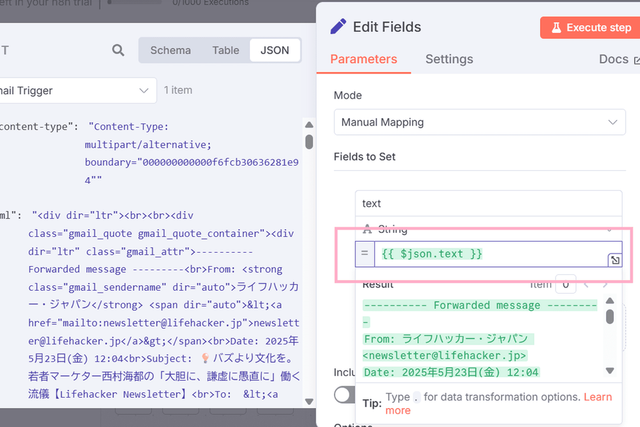 left in your n8n trial
0/1000 Executions
T
Schema
Table
JSON
ail Trigger
1 item
content-type": "Content-Type:
multipart/alternative;
boundary="000000000000f6fcb30636281e9
4""
ml": "<div dir="ltr"><br><br><div
class="gmail_quote gmail_quote_container"><div
dir="ltr" class="gmail_attr">----------
Forwarded message ---------<br>From: <strong
class="gmail_sendername" dir="auto">ライフハッカ
ー・ジャパン</strong> <span dir="auto">&lt;<a
href="mailto:newsletter@lifehacker.jp">newslett
er@lifehacker.jp</a>&gt;</span><br>Date: 2025年
5月23日(金) 12:04<br>Subject: 🪽バズより文化を。
若者マーケター西村海都の「大胆に、謙虚に愚直に」働く
流儀【Lifehacker Newsletter】<br>To: &lt;<a
Edit Fields
Execute step
Parameters
Settings
Docs
Mode
Manual Mapping
Fields to Set
text
String
= {{ $json.text }}
Result
Item
0
---------- Forwarded message --------
-
From: ライフハッカー・ジャパン
<newsletter@lifehacker.jp>
Date: 2025年5月23日(金) 12:04
Inclu
Tip: Type . for data transformation options. Learn
more
Options